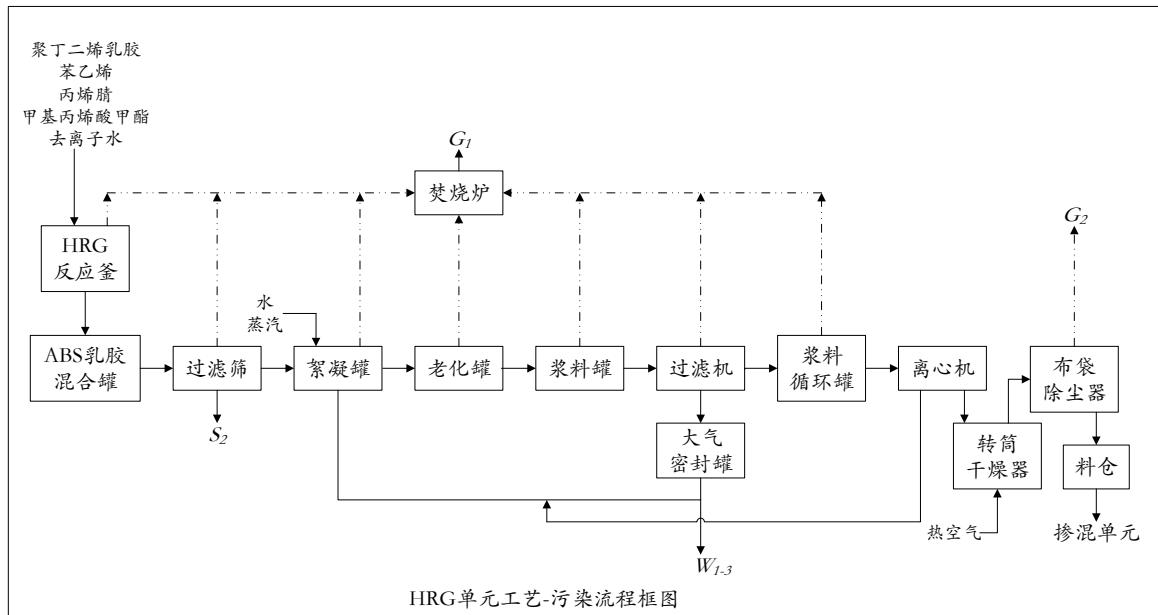 聚丁二烯乳胶
苯乙烯
丙烯腈
甲基丙烯酸甲酯
去离子水
G1
焚烧炉
G2
HRG
反应釜
水
蒸汽
ABS乳胶
混合罐
过滤筛
絮凝罐
老化罐
浆料罐
过滤机
浆料
循环罐
离心机
布袋
除尘器
S2
大气
密封罐
转筒
干燥器
料仓
热空气
掺混单元
W1-3
HRG单元工艺-污染流程框图